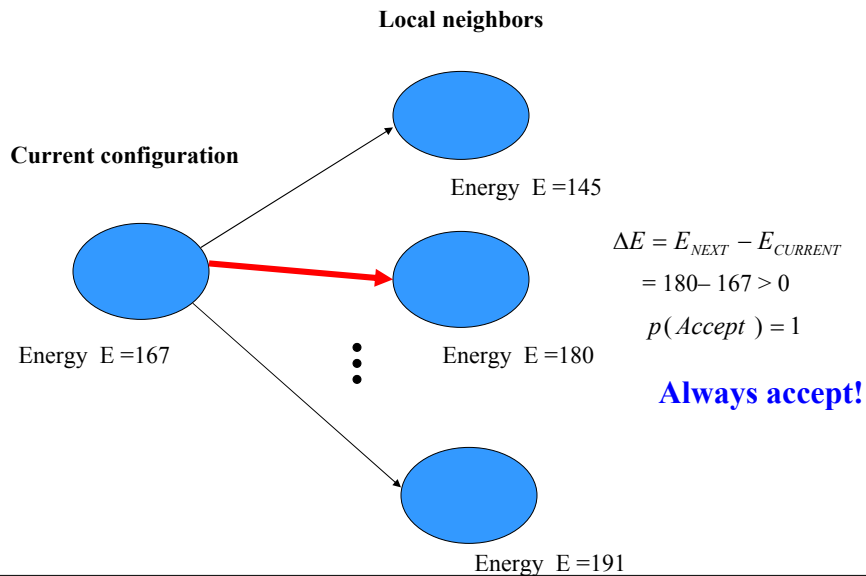 Local neighbors
Current configuration
Energy E =145
ΔE = E_NEXT − E_CURRENT
= 180– 167 > 0
p(Accept ) = 1
Energy E =167
Energy E =180
Always accept!
Energy E =191